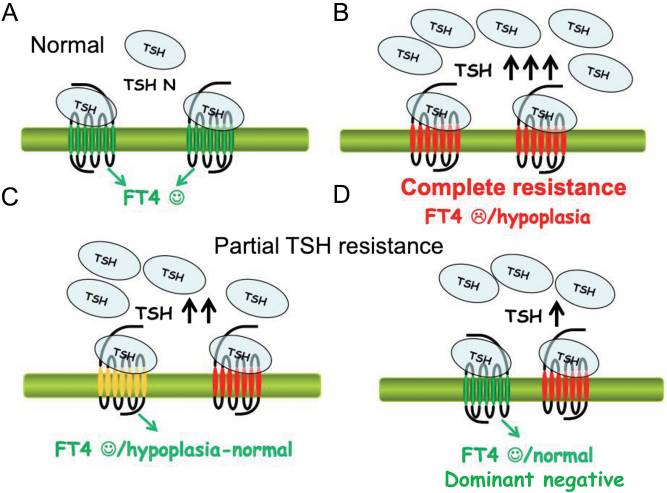 A
Normal
TSH
TSH N
TSH
TSH
FT4 ☺
B
TSH
TSH
TSH
TSH
TSH
TSH ↑↑↑
TSH
TSH
Complete resistance
FT4 ☹/hypoplasia
Partial TSH resistance
C
TSH
TSH
TSH
TSH
TSH ↑↑
TSH
TSH
FT4 ☺/hypoplasia-normal
D
TSH
TSH
TSH
TSH ↑
TSH
TSH
FT4 ☺/normal
Dominant negative